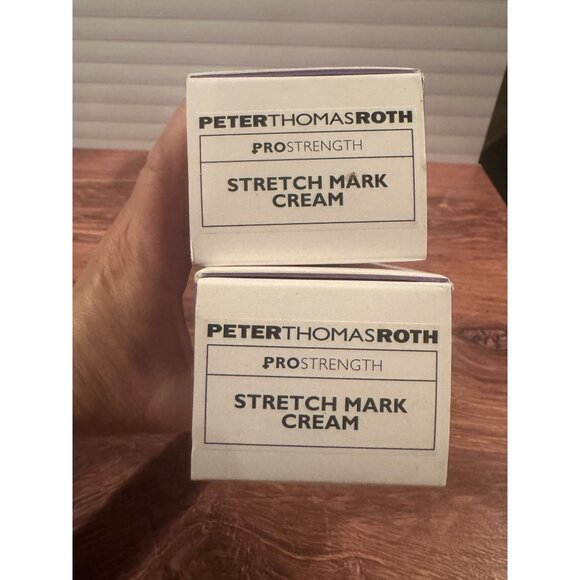 PETERTHOMASROTH
PROSTRENGTH
STRETCH MARK
CREAM
PETERTHOMASROTH
PROSTRENGTH
STRETCH MARK
CREAM